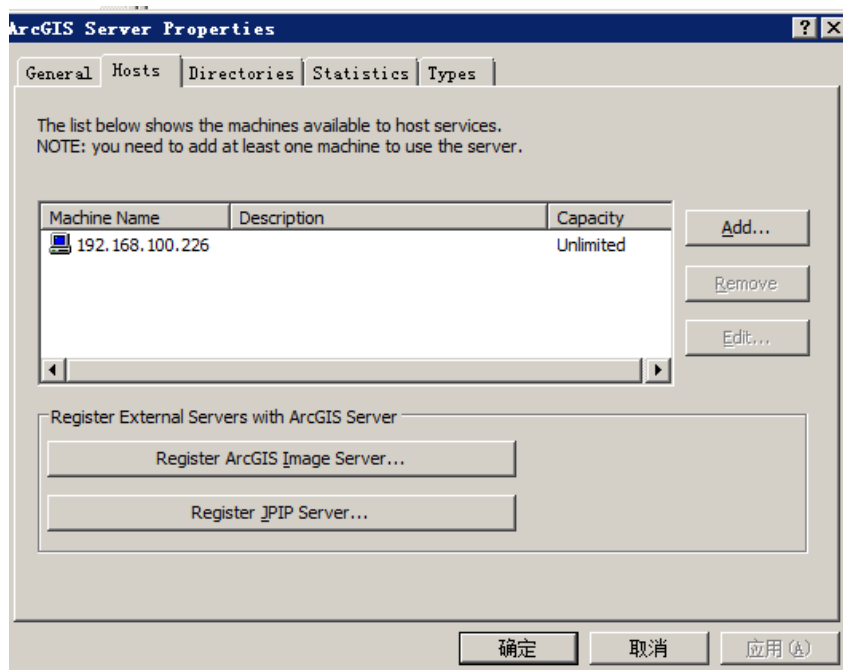 ArcGIS Server Properties
General Hosts Directories Statistics Types
The list below shows the machines available to host services.
NOTE: you need to add at least one machine to use the server.
Machine Name Description Capacity
192.168.100.226 Unlimited
Add...
Remove
Edit...
Register External Servers with ArcGIS Server
Register ArcGIS Image Server...
Register JPIP Server...
确定 取消 应用(A)